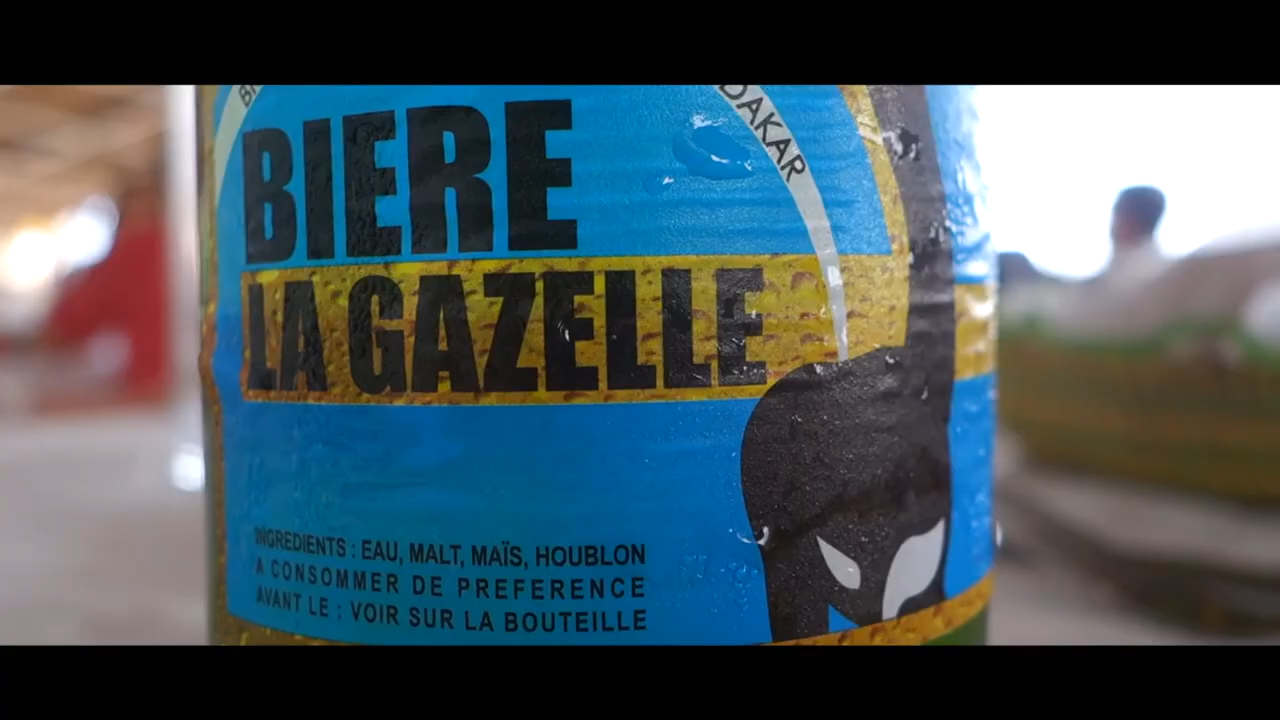 DAKAR
BIERE
LA GAZELLE
INGREDIENTS : EAU, MALT, MAÏS, HOUBLON
A CONSOMMER DE PREFERENCE
AVANT LE : VOIR SUR LA BOUTEILLE